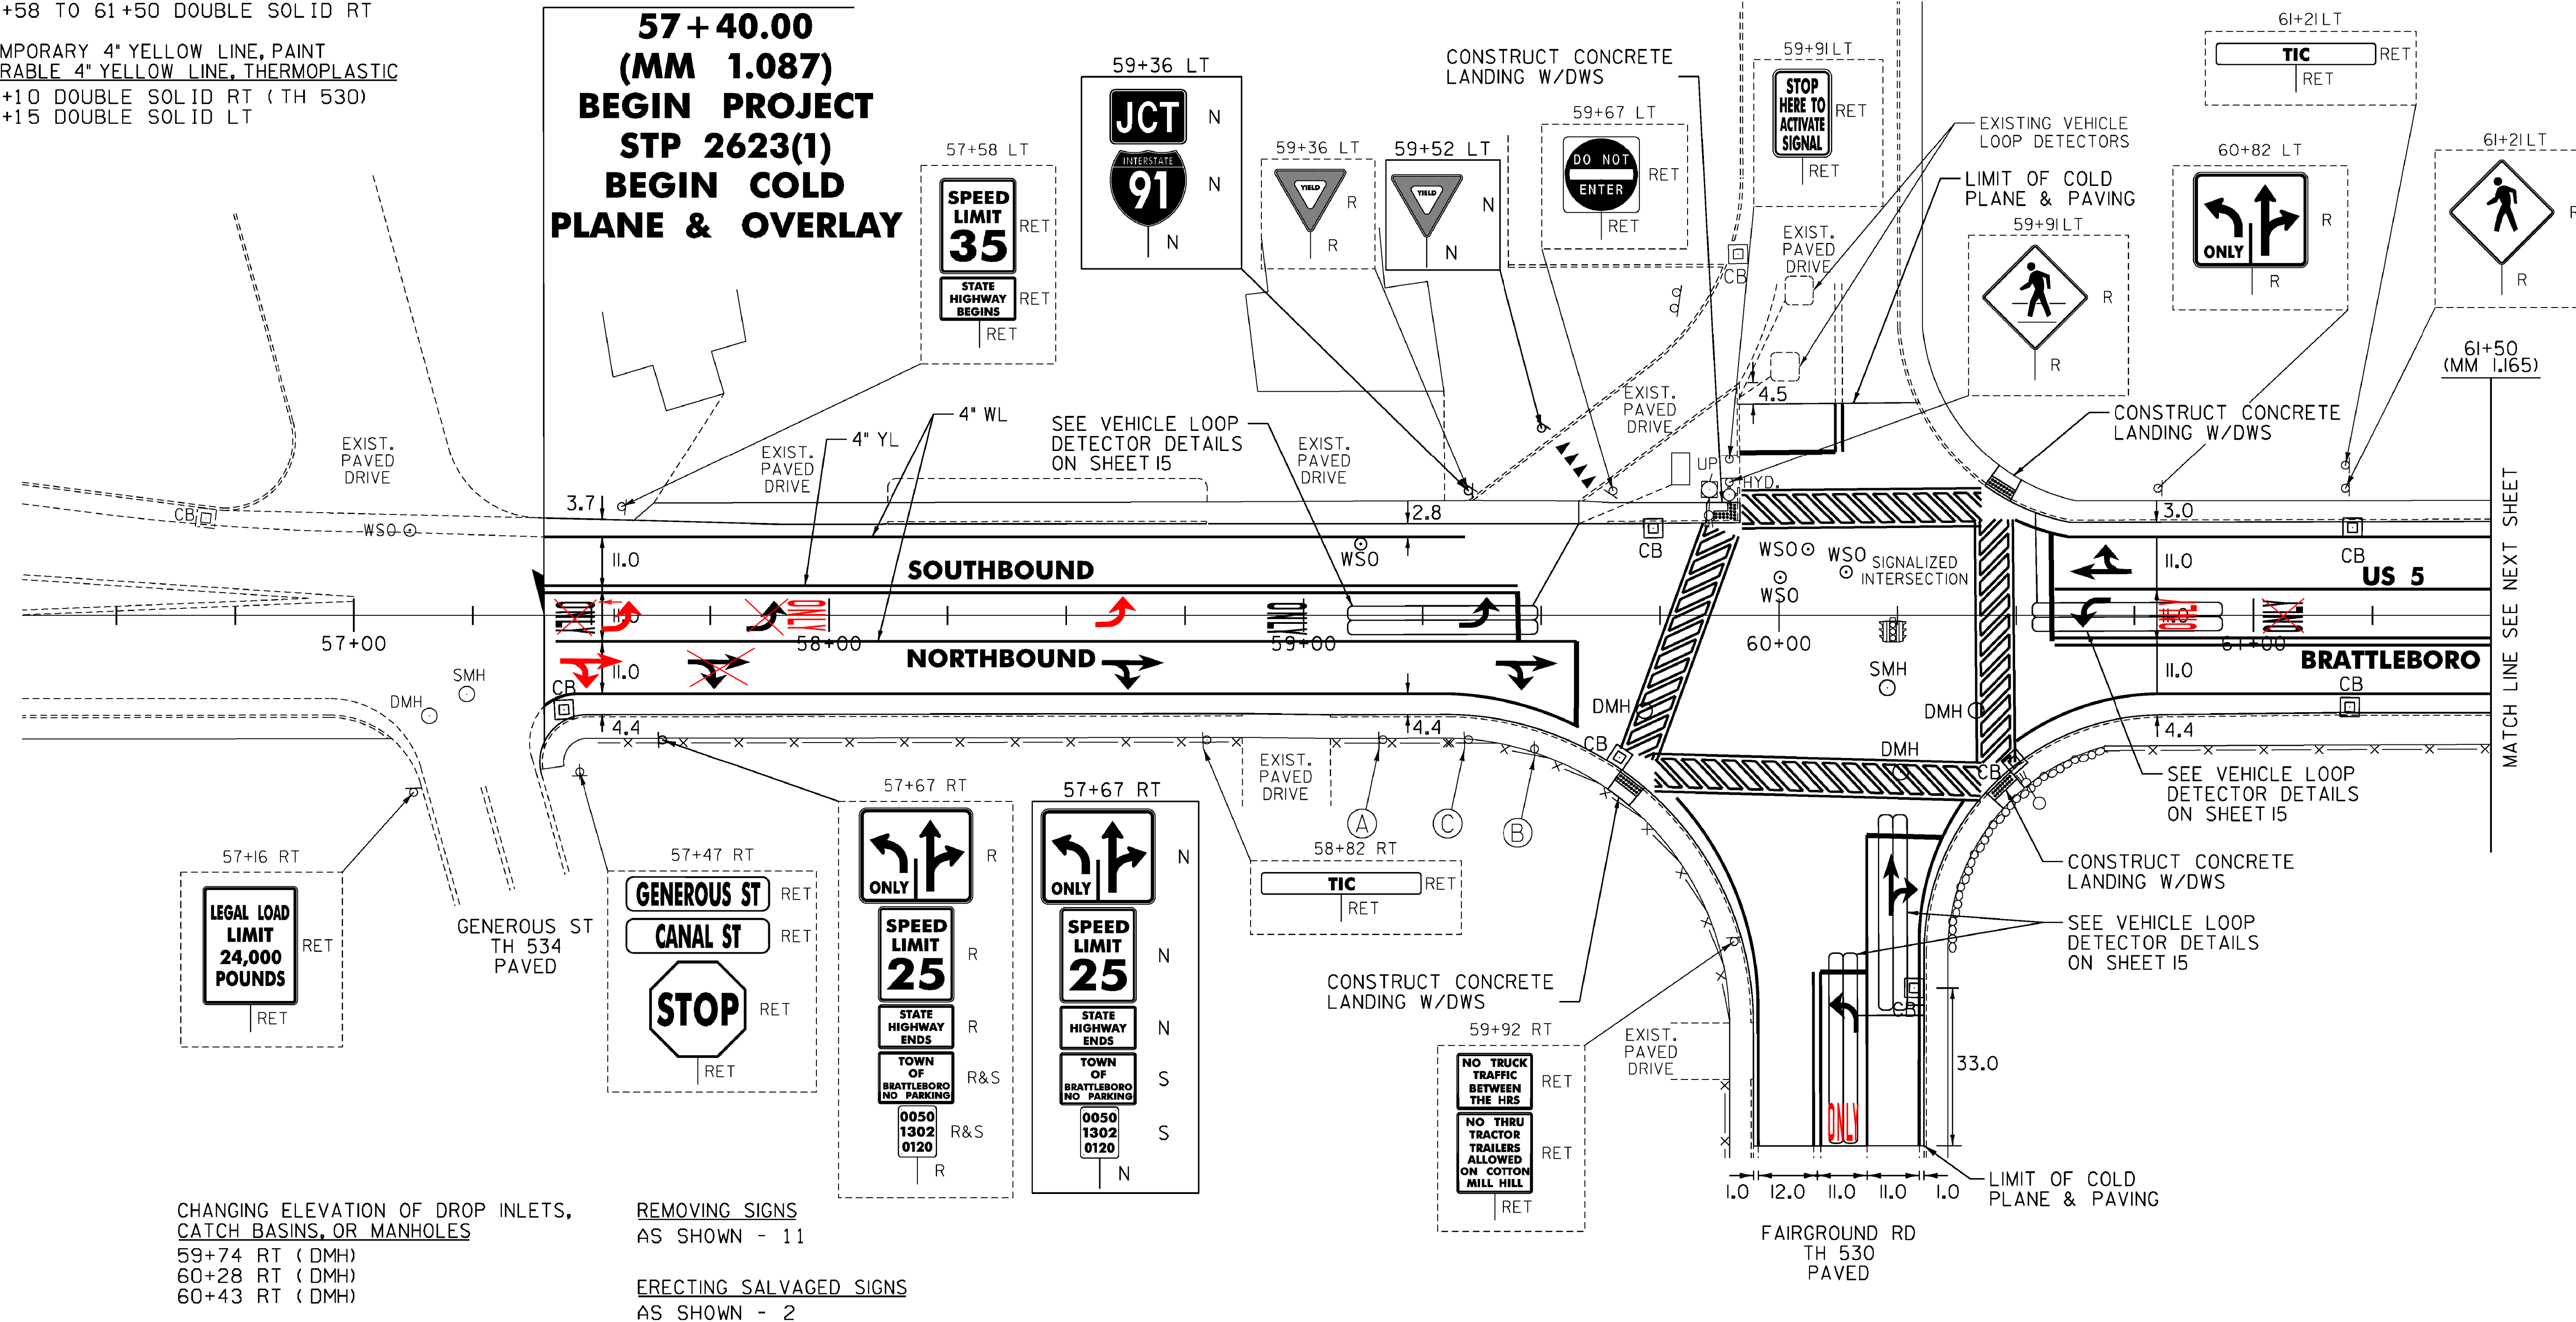 +58 TO 61+50 DOUBLE SOLID RT
MPORARY 4" YELLOW LINE, PAINT
RABLE 4" YELLOW LINE, THERMOPLASTIC
+10 DOUBLE SOLID RT (TH 530)
+15 DOUBLE SOLID LT
57+40.00
(MM 1.087)
BEGIN PROJECT
STP 2623(1)
BEGIN COLD
PLANE & OVERLAY
57+58 LT
SPEED
LIMIT
35
RET
STATE
HIGHWAY
BEGINS
RET
RET
59+36 LT
JCT
N
INTERSTATE
91
N
N
59+36 LT
YIELD
R
R
59+52 LT
YIELD
N
N
CONSTRUCT CONCRETE
LANDING W/DWS
59+67 LT
DO NOT
ENTER
RET
RET
59+91 LT
STOP
HERE TO
ACTIVATE
SIGNAL
RET
RET
EXISTING VEHICLE
LOOP DETECTORS
LIMIT OF COLD
PLANE & PAVING
59+91 LT
R
R
61+21 LT
TIC
RET
RET
60+82 LT
ONLY
R
R
61+21 LT
R
R
61+50
(MM 1.165)
MATCH LINE SEE NEXT SHEET
EXIST.
PAVED
DRIVE
EXIST.
PAVED
DRIVE
EXIST.
PAVED
DRIVE
EXIST.
PAVED
DRIVE
EXIST.
PAVED
DRIVE
CB
4.5
4" YL
4" WL
SEE VEHICLE LOOP
DETECTOR DETAILS
ON SHEET 15
CONSTRUCT CONCRETE
LANDING W/DWS
UP
HYD.
CB
WSO
3.7
2.8
3.0
11.0
SOUTHBOUND
WSO
CB
WSO
WSO
WSO
SIGNALIZED
INTERSECTION
11.0
CB
US 5
ONLY
11.0
ONLY
ONLY
ONLY
11.0
ONLY
57+00
58+00
59+00
60+00
61+00
NORTHBOUND
11.0
11.0
BRATTLEBORO
SMH
DMH
CB
SMH
DMH
DMH
CB
4.4
4.4
4.4
CB
DMH
CB
EXIST.
PAVED
DRIVE
A
C
B
SEE VEHICLE LOOP
DETECTOR DETAILS
ON SHEET 15
57+16 RT
LEGAL LOAD
LIMIT
24,000
POUNDS
RET
RET
GENEROUS ST
TH 534
PAVED
57+47 RT
GENEROUS ST
RET
CANAL ST
RET
STOP
RET
RET
57+67 RT
ONLY
R
SPEED
LIMIT
25
R
STATE
HIGHWAY
ENDS
R
TOWN
OF
BRATTLEBORO
NO PARKING
R&S
0050
1302
0120
R&S
R
57+67 RT
ONLY
N
SPEED
LIMIT
25
N
STATE
HIGHWAY
ENDS
N
TOWN
OF
BRATTLEBORO
NO PARKING
S
0050
1302
0120
S
N
58+82 RT
TIC
RET
RET
CONSTRUCT CONCRETE
LANDING W/DWS
59+92 RT
NO TRUCK
TRAFFIC
BETWEEN
THE HRS
RET
NO THRU
TRACTOR
TRAILERS
ALLOWED
ON COTTON
MILL HILL
RET
RET
EXIST.
PAVED
DRIVE
CONSTRUCT CONCRETE
LANDING W/DWS
SEE VEHICLE LOOP
DETECTOR DETAILS
ON SHEET 15
CB
33.0
ONLY
1.0 12.0 11.0 11.0 1.0
LIMIT OF COLD
PLANE & PAVING
FAIRGROUND RD
TH 530
PAVED
CHANGING ELEVATION OF DROP INLETS,
CATCH BASINS, OR MANHOLES
59+74 RT (DMH)
60+28 RT (DMH)
60+43 RT (DMH)
REMOVING SIGNS
AS SHOWN - 11
ERECTING SALVAGED SIGNS
AS SHOWN - 2